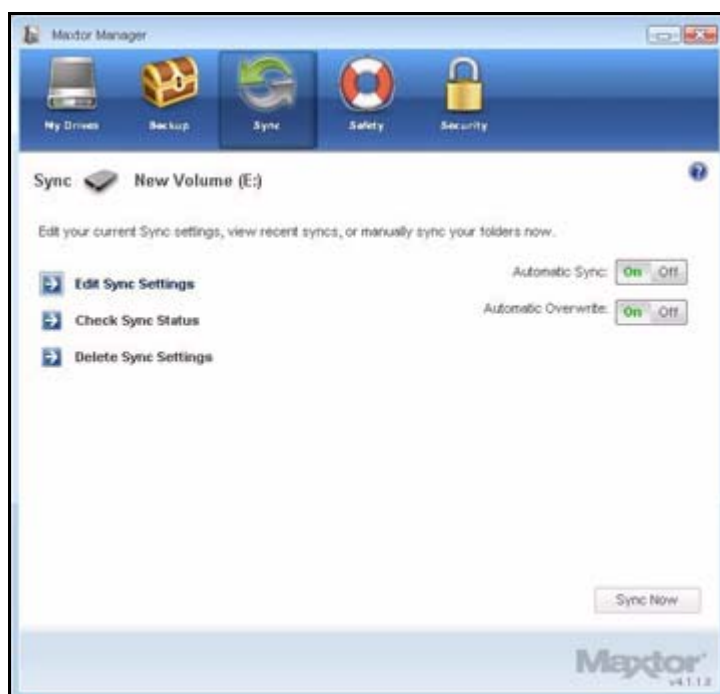 Maxtor Manager
My Drives Backup Sync Safety Security
Sync New Volume (E:)
Edit your current Sync settings, view recent syncs, or manually sync your folders now.
Edit Sync Settings
Automatic Sync: On Off
Check Sync Status
Automatic Overwrite: On Off
Delete Sync Settings
Sync Now
Maxtor